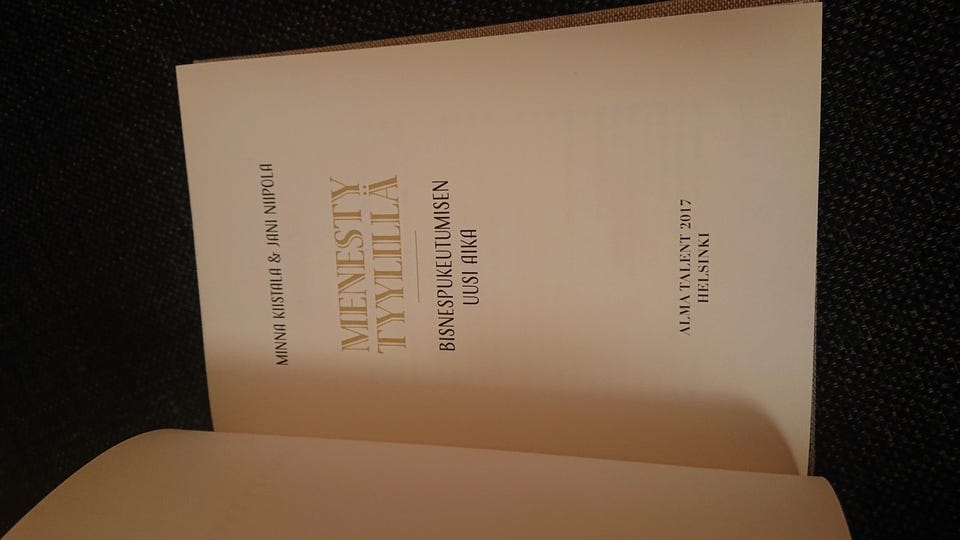 MINNA KIISTALA & JANI NIIPOLA
MENESTY
TYYLILLÄ
BISNESPUKEUTUMISEN
UUSI AIKA
ALMA TALENT 2017
HELSINKI